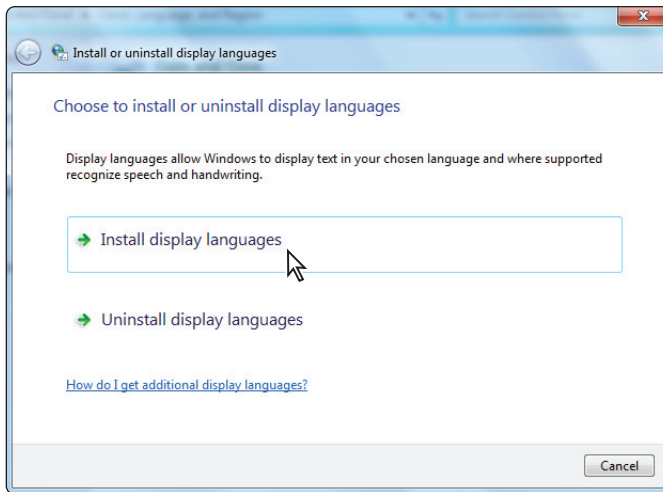 Install or uninstall display languages
Choose to install or uninstall display languages
Display languages allow Windows to display text in your chosen language and where supported
recognize speech and handwriting.
Install display languages
Uninstall display languages
How do I get additional display languages?
Cancel